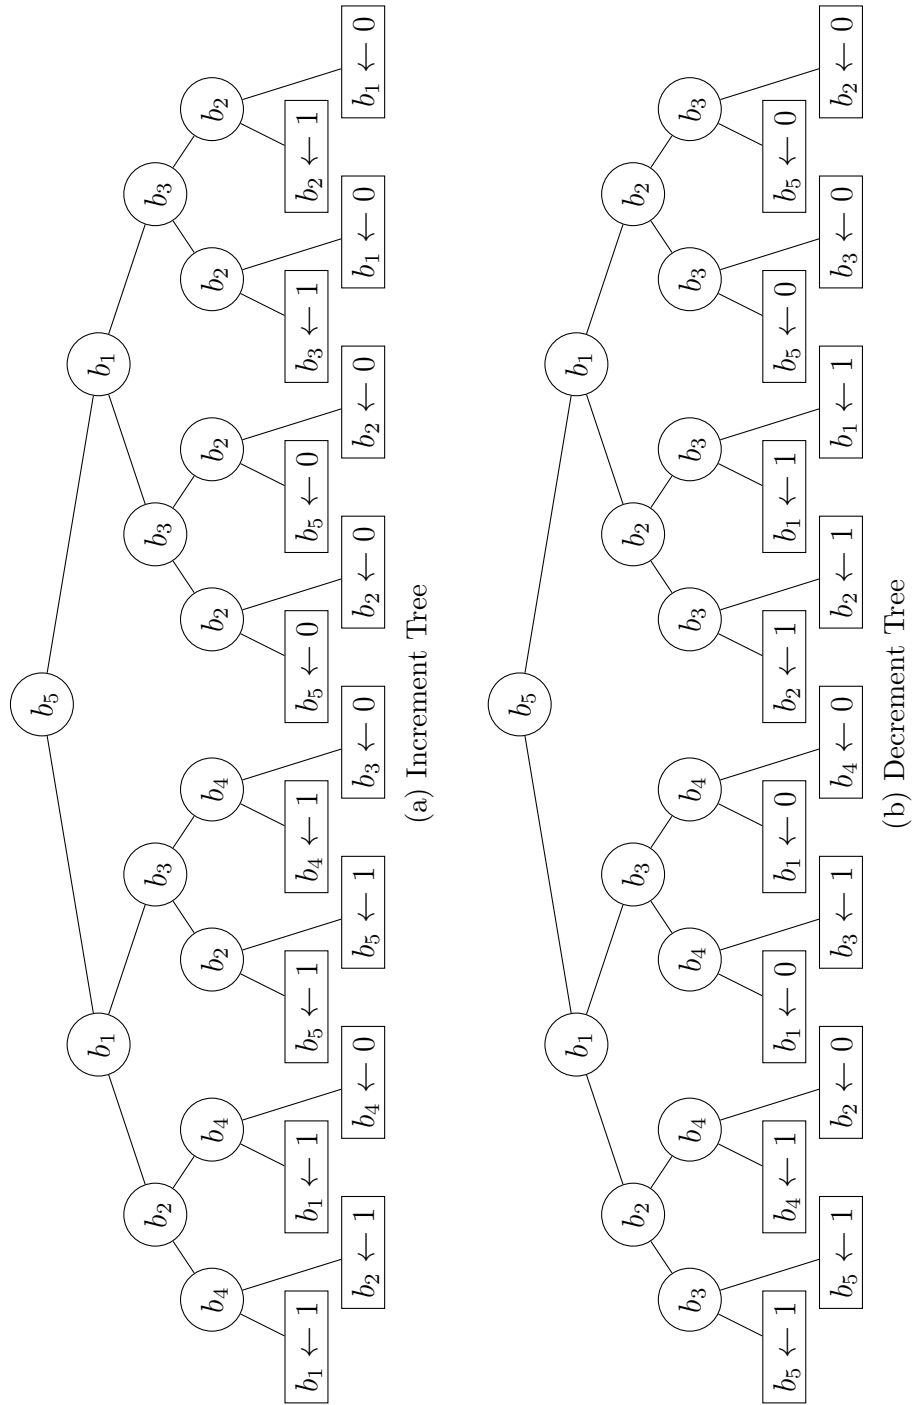 b₅
b₁ b₁
b₂ b₃ b₃ b₃
b₄ b₄ b₂ b₄ b₂ b₂ b₂ b₂
b₁ ← 1 b₁ ← 1 b₅ ← 1 b₄ ← 1 b₅ ← 0 b₅ ← 0 b₃ ← 1 b₂ ← 1
b₂ ← 1 b₄ ← 0 b₅ ← 1 b₃ ← 0 b₂ ← 0 b₂ ← 0 b₁ ← 0 b₁ ← 0
(a) Increment Tree
b₅
b₁ b₁
b₂ b₃ b₂ b₂
b₃ b₄ b₄ b₄ b₃ b₃ b₃ b₃
b₅ ← 1 b₄ ← 1 b₁ ← 0 b₁ ← 0 b₂ ← 1 b₁ ← 1 b₅ ← 0 b₅ ← 0
b₅ ← 1 b₂ ← 0 b₃ ← 1 b₄ ← 0 b₂ ← 1 b₁ ← 1 b₃ ← 0 b₂ ← 0
(b) Decrement Tree